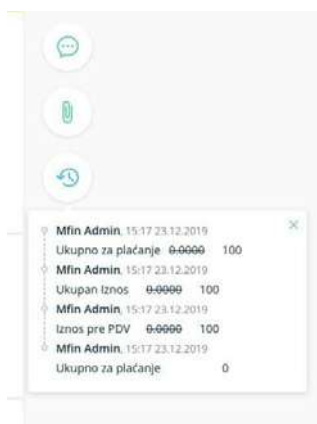 Mfin Admin, 15:17 23.12.2019
Ukupno za plaćanje 0.0000 100
Mfin Admin, 15:17 23.12.2019
Ukupan Iznos 0.0000 100
Mfin Admin, 15:17 23.12.2019
Iznos pre PDV 0.0000 100
Mfin Admin, 15:17 23.12.2019
Ukupno za plaćanje 0